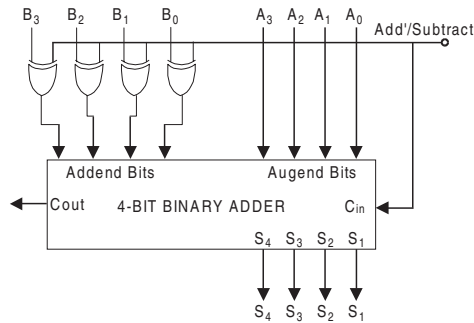 B3 B2 B1 B0 A3 A2 A1 A0
Add'/Subtract
Addend Bits Augend Bits
Cout 4-BIT BINARY ADDER Cin
S4 S3 S2 S1
S4 S3 S2 S1